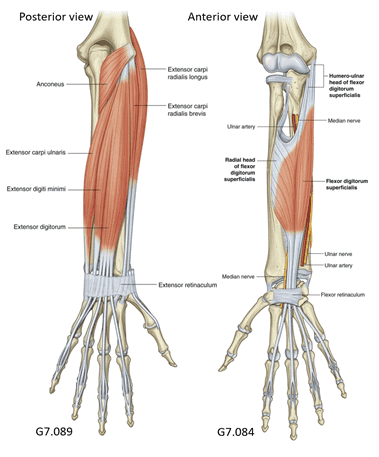 Posterior view
Anterior view
Extensor carpi
radialis longus
Anconeus
Extensor carpi
radialis brevis
Extensor carpi ulnaris
Extensor digiti minimi
Extensor digitorum
Extensor retinaculum
G7.089
Humero-ulnar
head of flexor
digitorum
superficialis
Median nerve
Ulnar artery
Radial head
of flexor
digitorum
superficialis
Flexor digitorum
superficialis
Ulnar nerve
Ulnar artery
Median nerve
Flexor retinaculum
G7.084